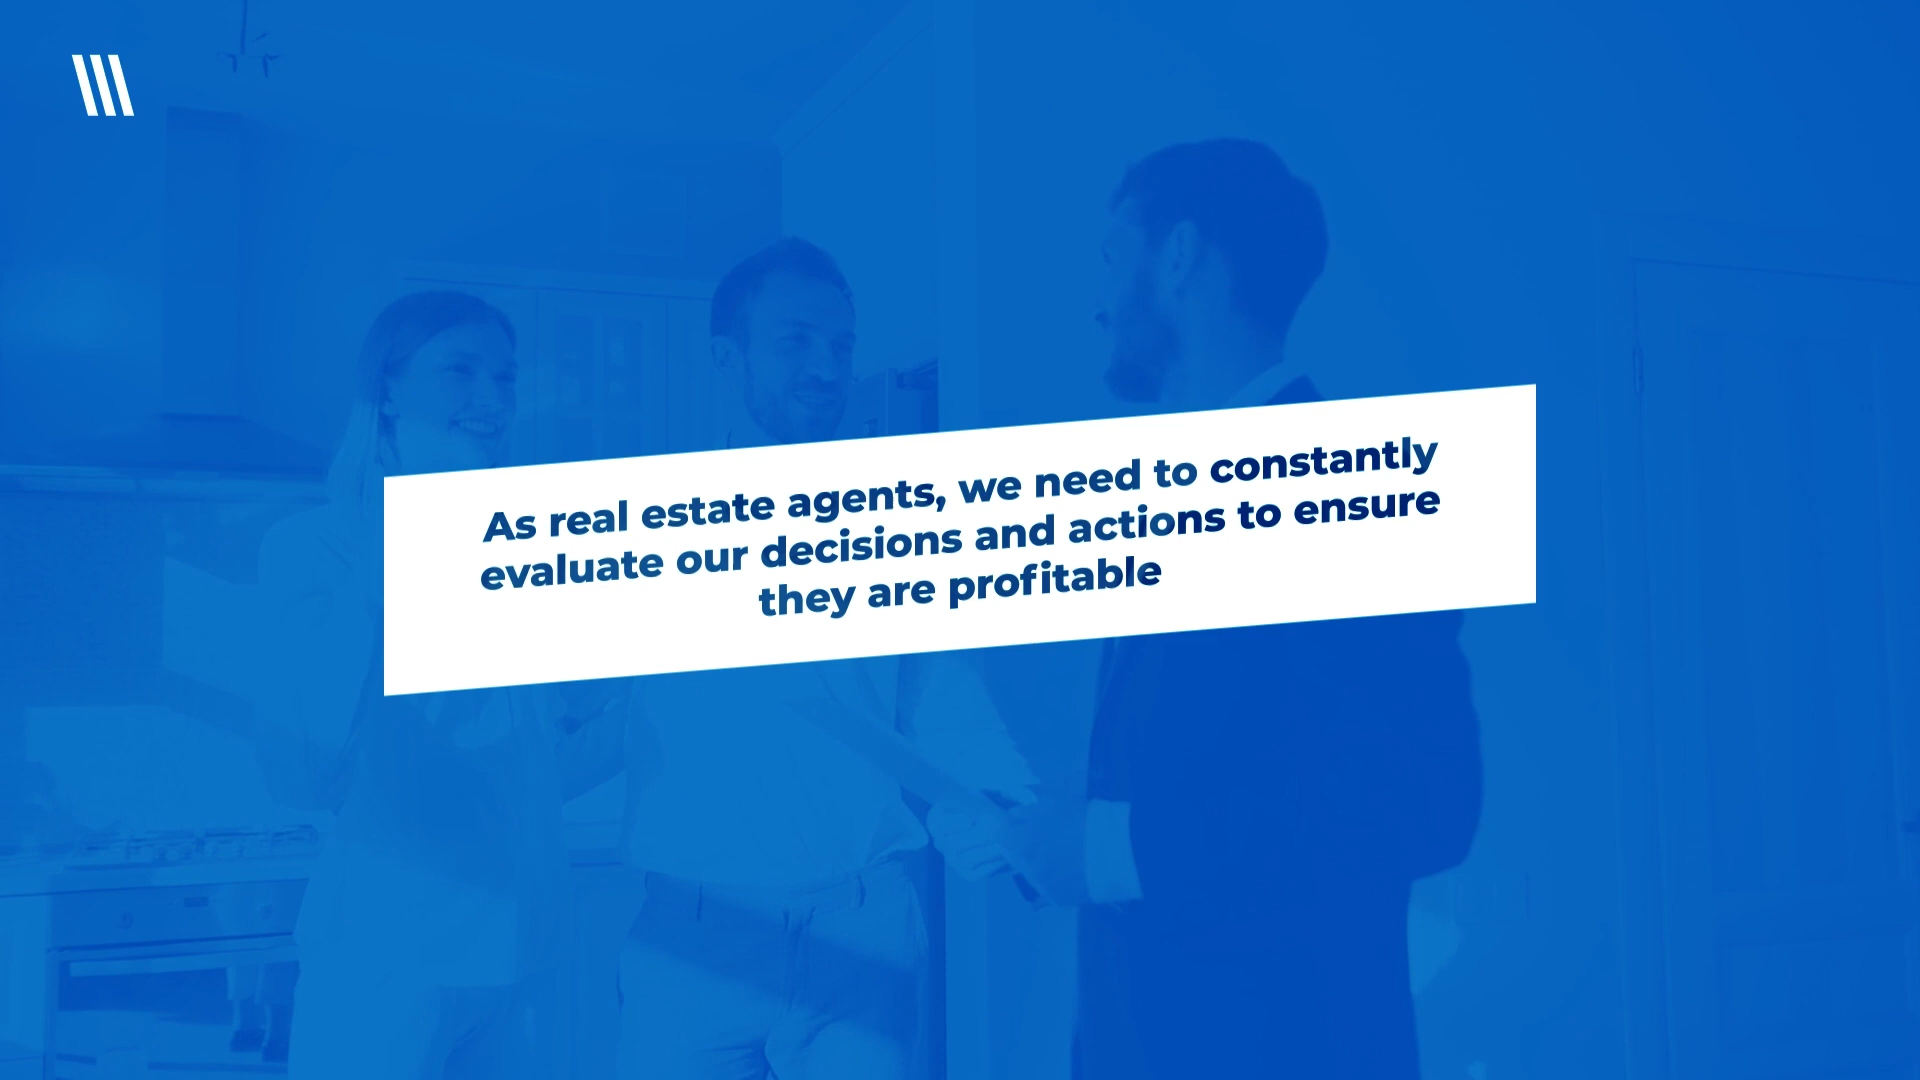 As real estate agents, we need to constantly
evaluate our decisions and actions to ensure
they are profitable